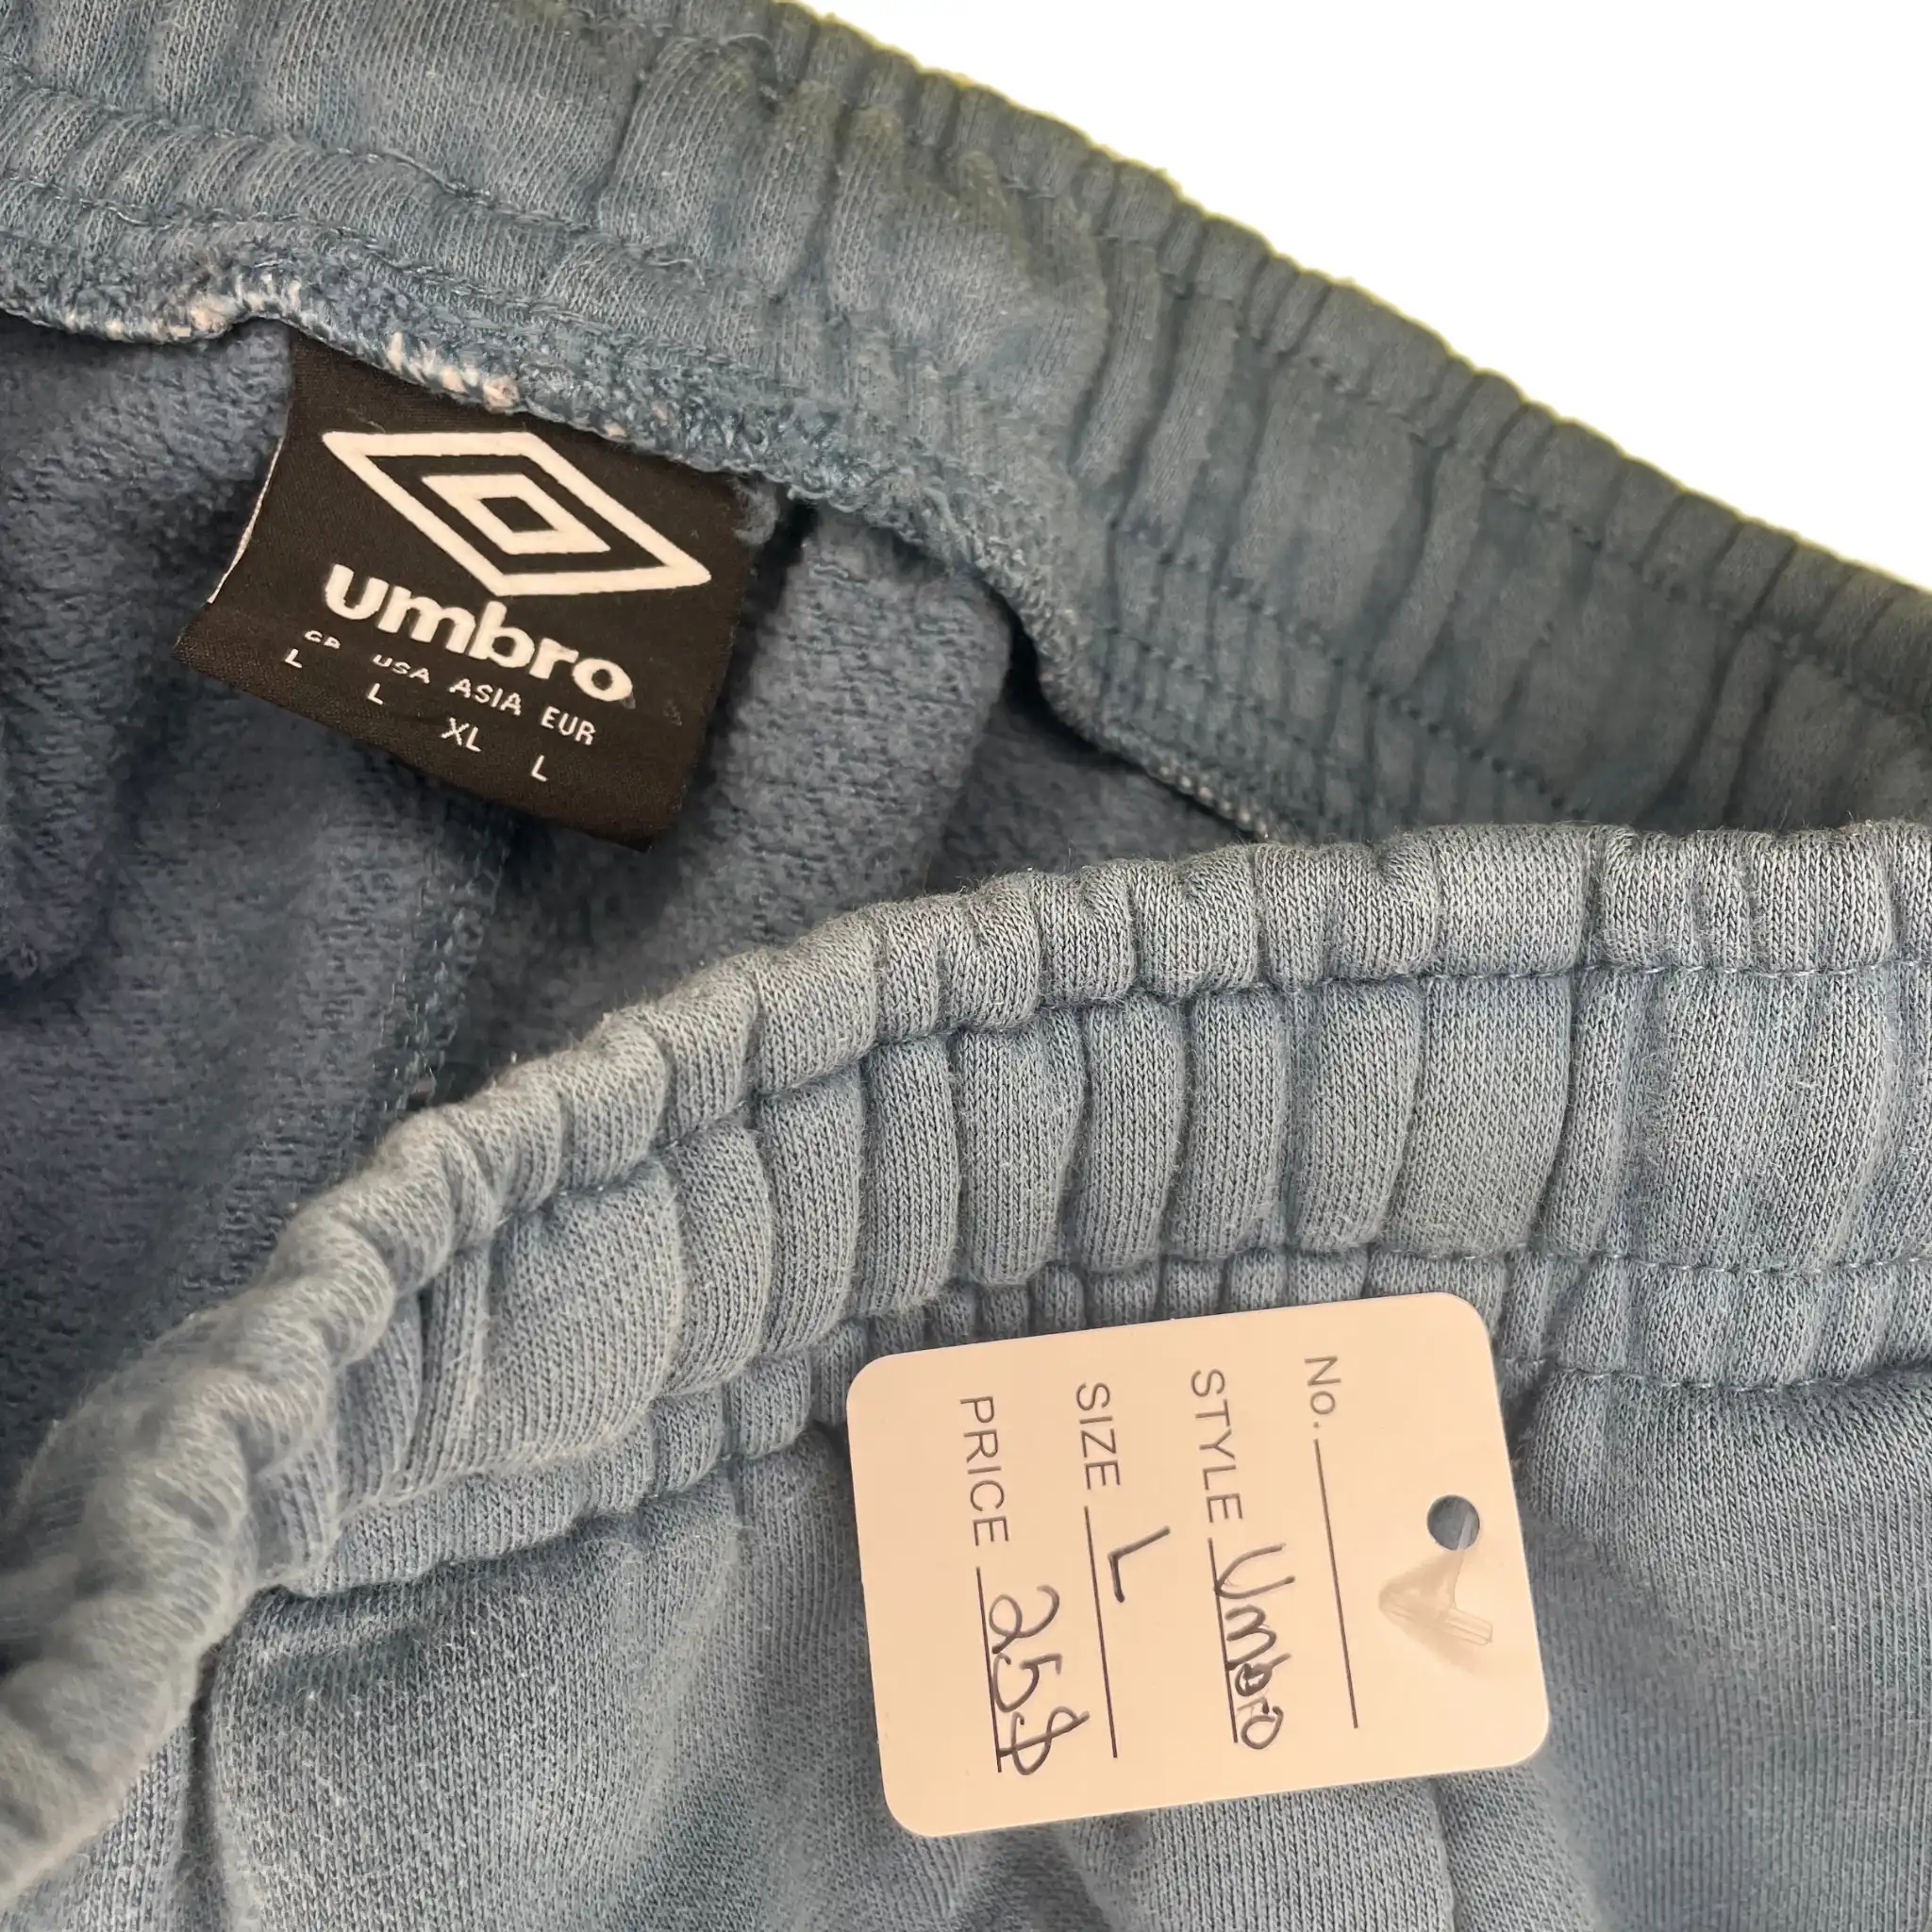 umbro
GB USA ASIA EUR
L L XL L
No.
STYLE Umbro
SIZE L
PRICE 25$